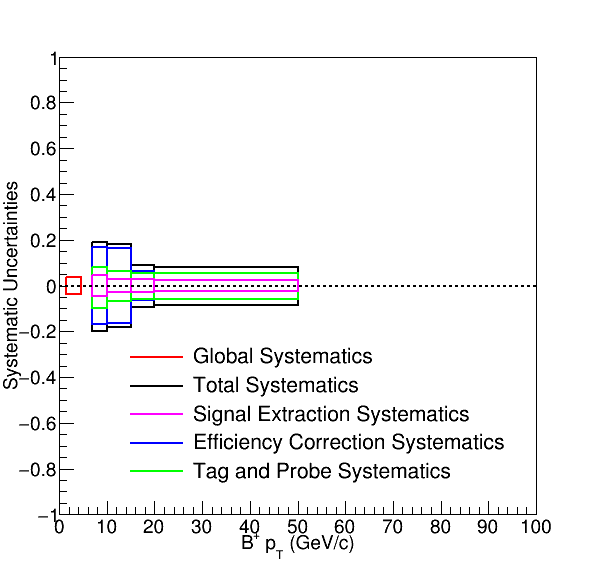 1
0.8
0.6
0.4
0.2
0
−0.2
−0.4
−0.6
−0.8
−1
Systematic Uncertainties
Global Systematics
Total Systematics
Signal Extraction Systematics
Efficiency Correction Systematics
Tag and Probe Systematics
0 10 20 30 40 50 60 70 80 90 100
B+ pT (GeV/c)